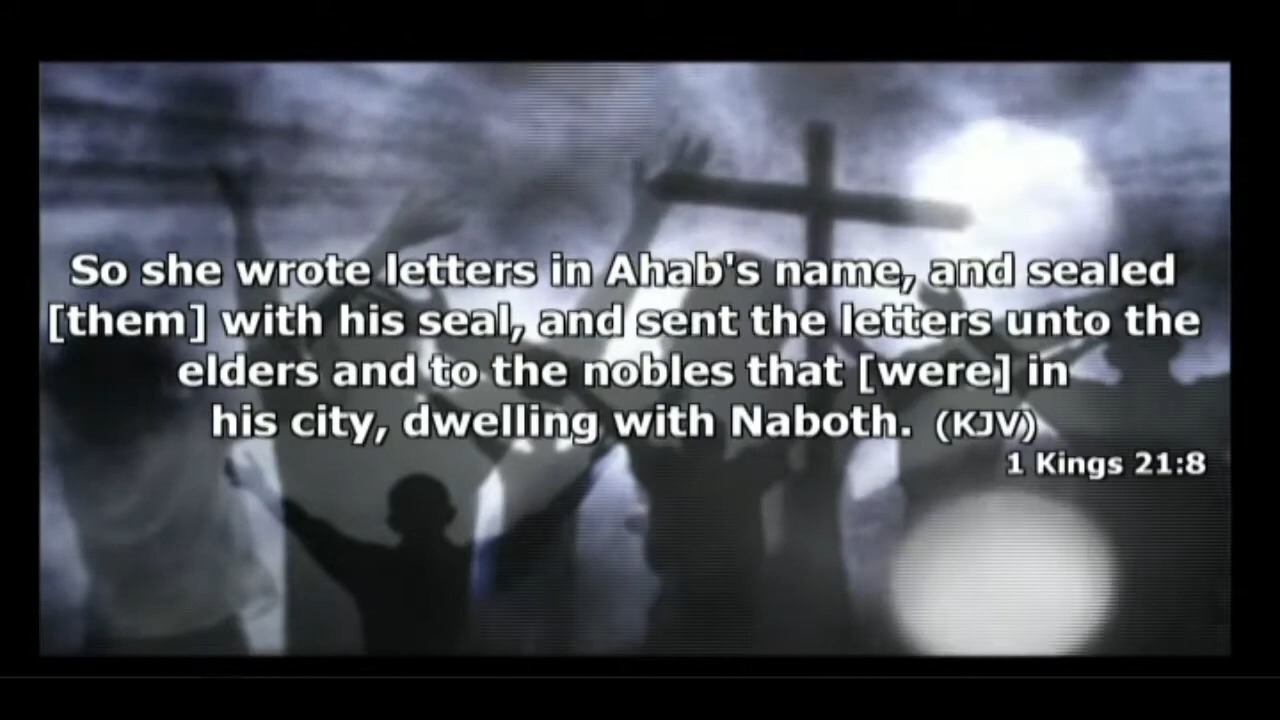 So she wrote letters in Ahab's name, and sealed
[them] with his seal, and sent the letters unto the
elders and to the nobles that [were] in
his city, dwelling with Naboth. (KJV)
1 Kings 21:8